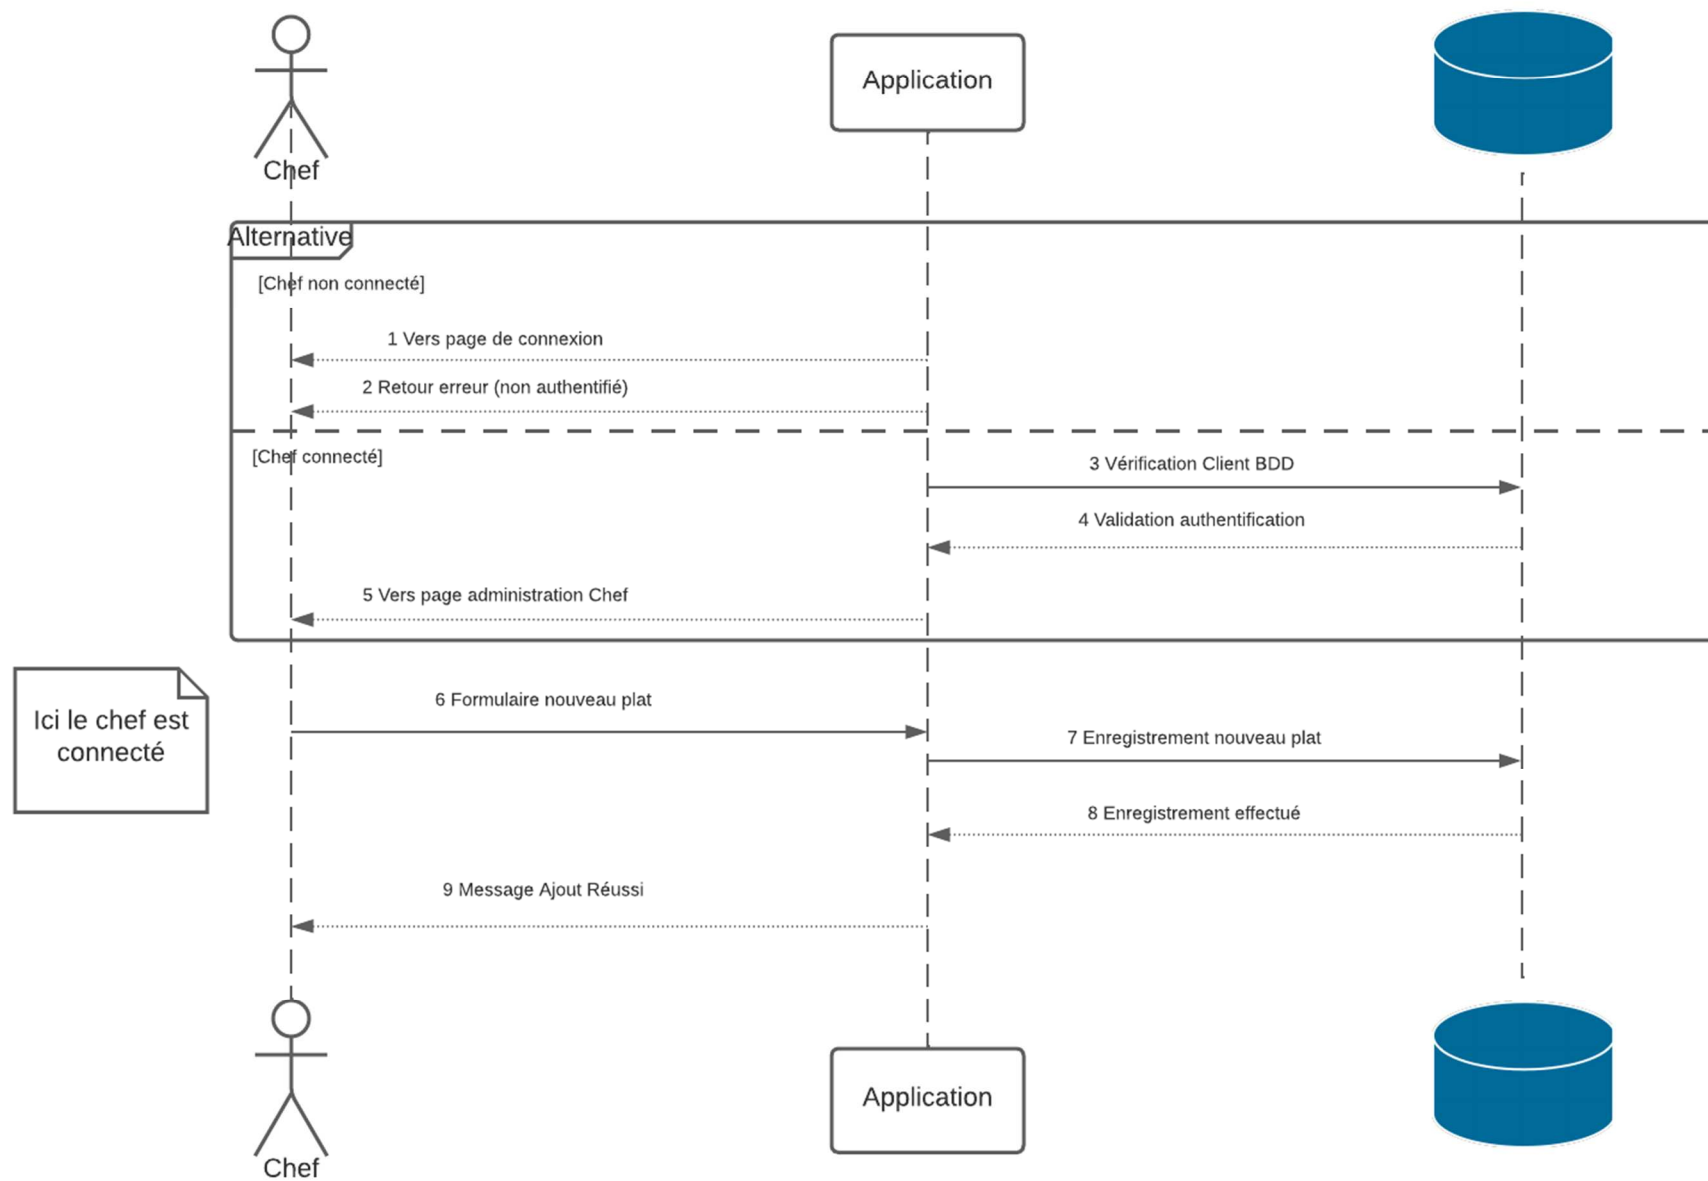 Chef
Application
Alternative
[Chef non connecté]
1 Vers page de connexion
2 Retour erreur (non authentifié)
[Chef connecté]
3 Vérification Client BDD
4 Validation authentification
5 Vers page administration Chef
Ici le chef est
connecté
6 Formulaire nouveau plat
7 Enregistrement nouveau plat
8 Enregistrement effectué
9 Message Ajout Réussi
Application
Chef